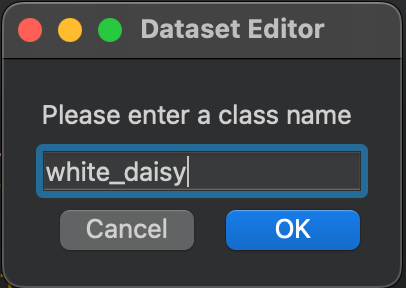 Dataset Editor
Please enter a class name
white_daisy
Cancel
OK